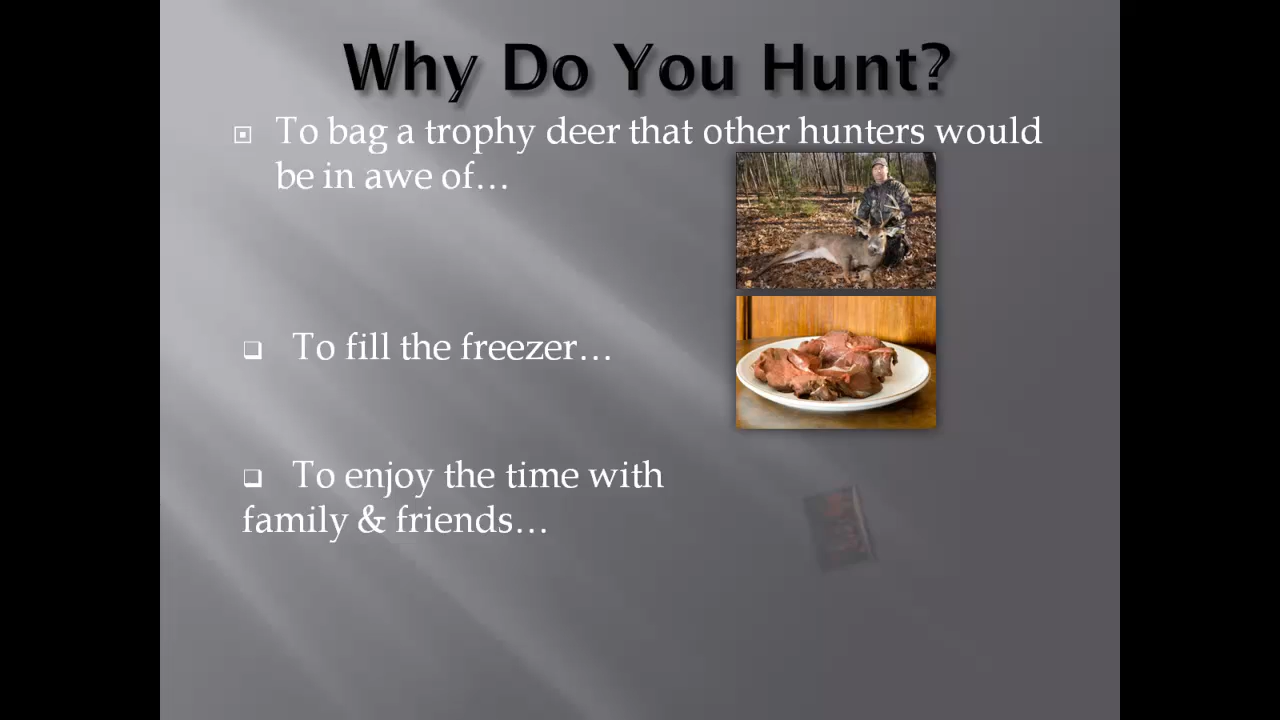 Why Do You Hunt?
To bag a trophy deer that other hunters would
be in awe of…
To fill the freezer…
To enjoy the time with
family & friends…